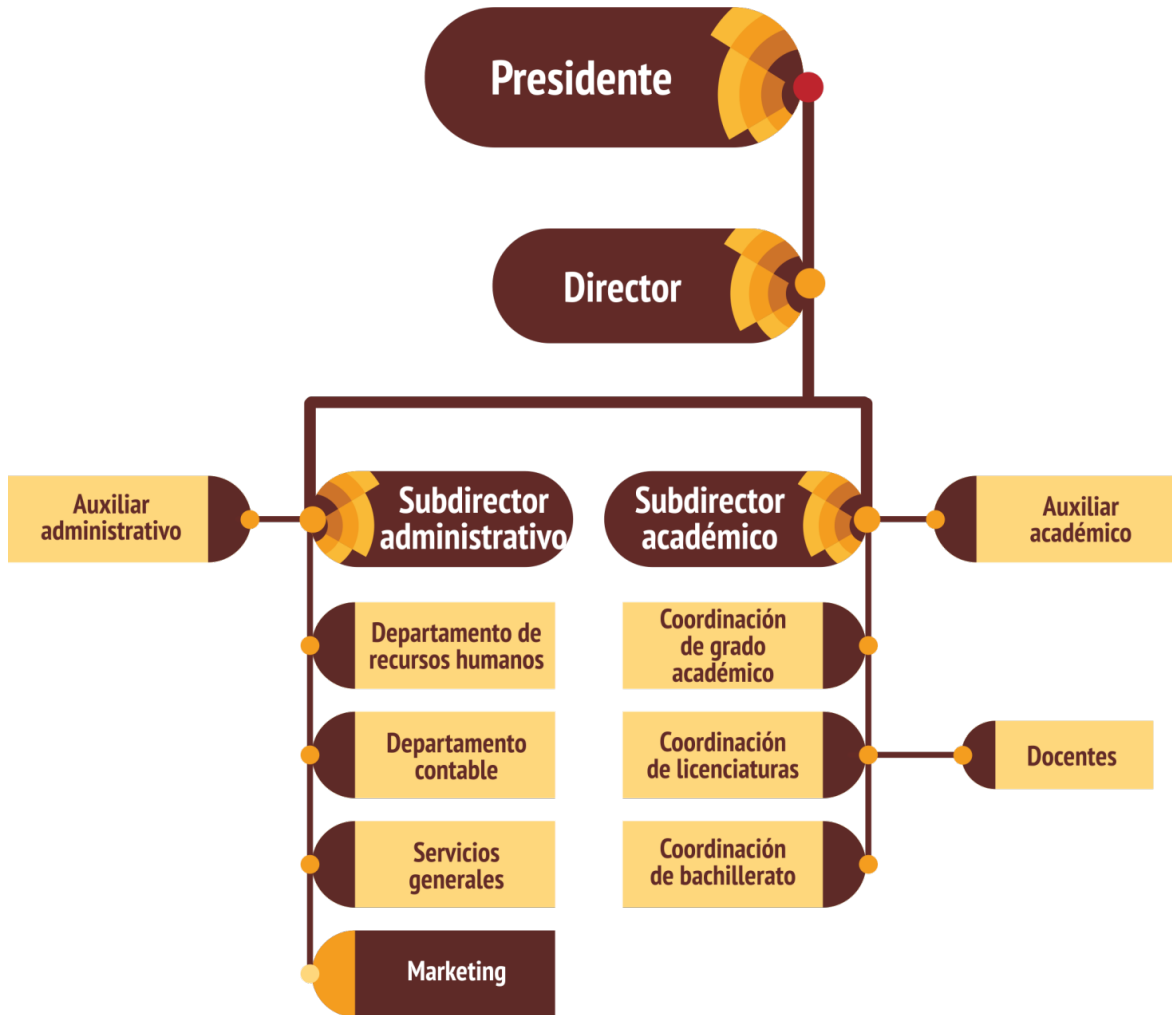 Presidente
Director
Auxiliar
administrativo
Subdirector
administrativo
Subdirector
académico
Auxiliar
académico
Departamento de
recursos humanos
Coordinación
de grado
académico
Departamento
contable
Coordinación
de licenciaturas
Docentes
Servicios
generales
Coordinación
de bachillerato
Marketing